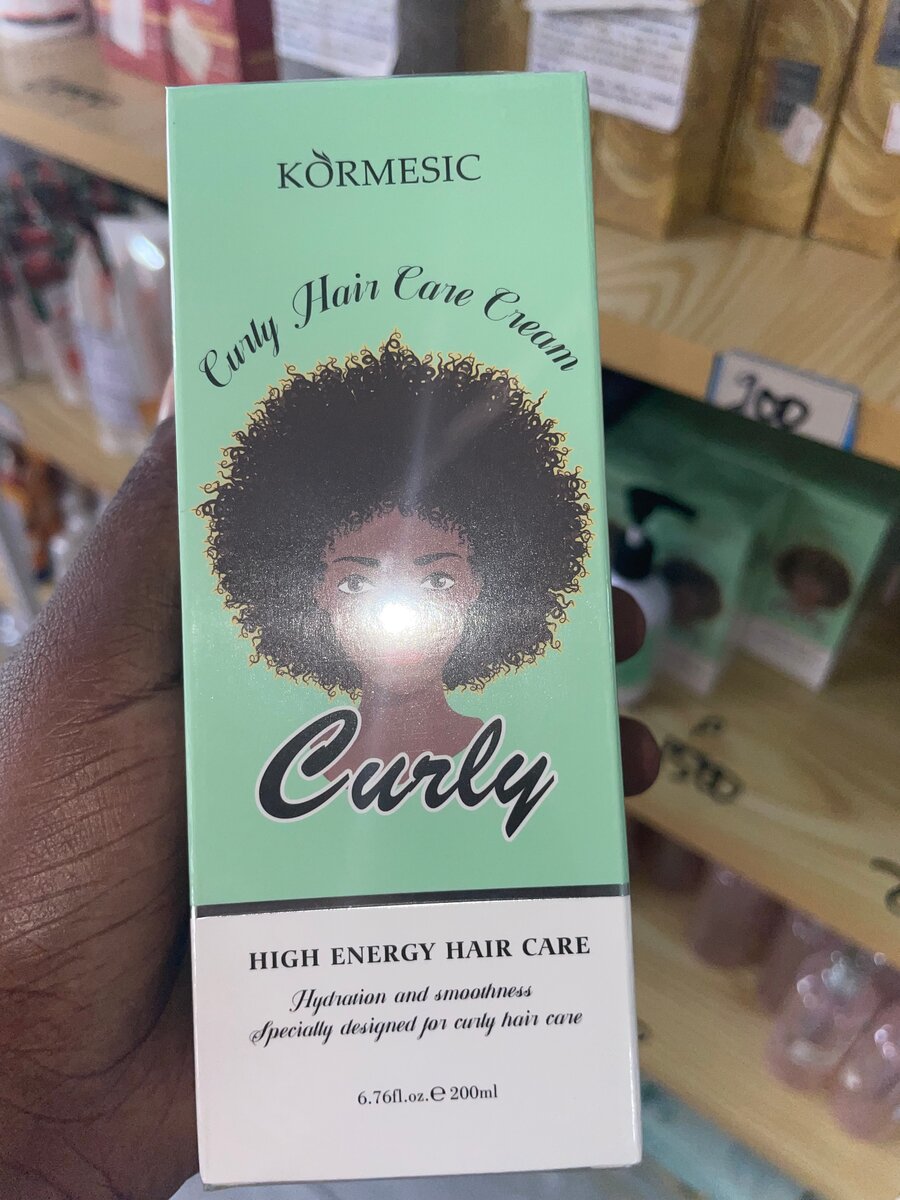 KORMESIC
Curly Hair Care Cream
Curly
HIGH ENERGY HAIR CARE
Hydration and smoothness
Specially designed for curly hair care
6.76fl.oz.e 200ml